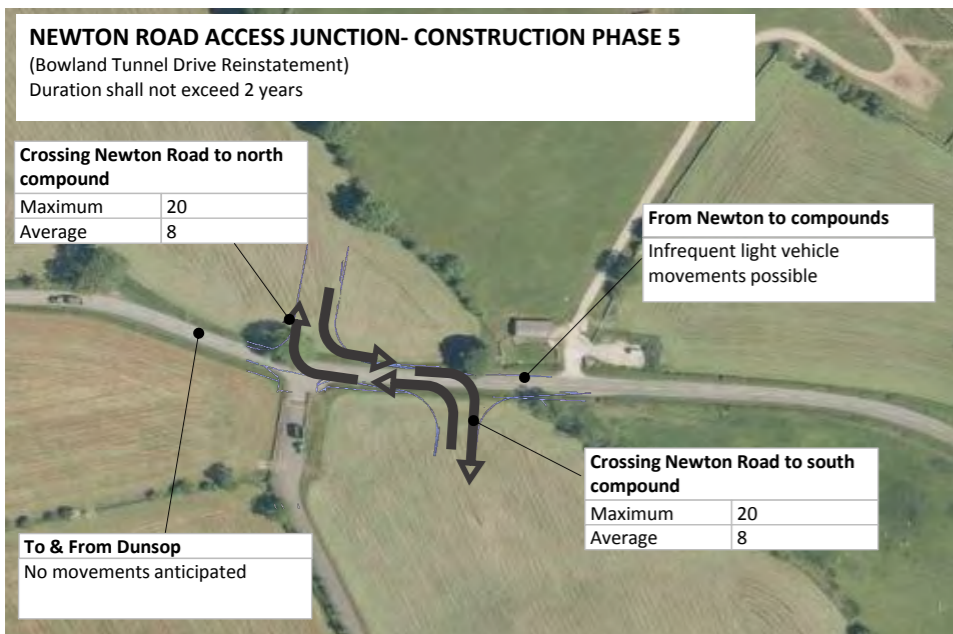 NEWTON ROAD ACCESS JUNCTION- CONSTRUCTION PHASE 5
(Bowland Tunnel Drive Reinstatement)
Duration shall not exceed 2 years
Crossing Newton Road to north
compound
Maximum 20
Average 8
From Newton to compounds
Infrequent light vehicle
movements possible
Crossing Newton Road to south
compound
Maximum 20
Average 8
To & From Dunsop
No movements anticipated